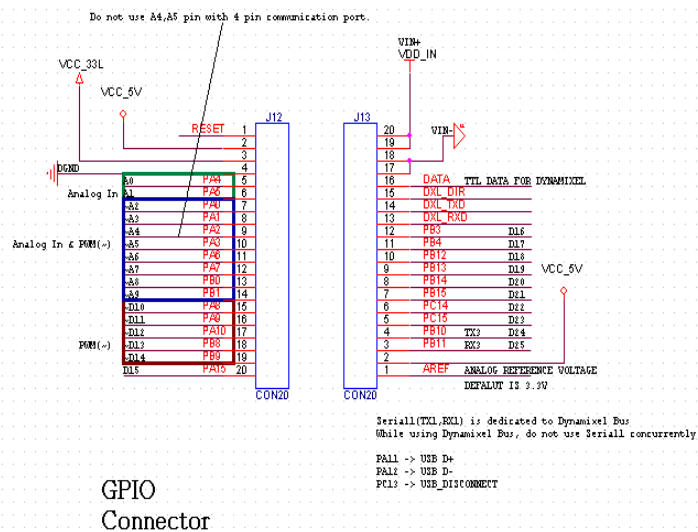 Do not use A4,A5 pin with 4 pin communication port.
VIN+
VDD_IN
VCC_33L
VCC_5V
J12
J13
RESET 1
2
3
4
DGND
A0 PA4 5
Analog In A1 PA5 6
~A2 PA0 7
~A3 PA1 8
~A4 PA2 9
Analog In & PWM(~) ~A5 PA3 10
~A6 PA6 11
~A7 PA7 12
~A8 PB0 13
~A9 PB1 14
~D10 PA8 15
~D11 PA9 16
~D12 PA10 17
PWM(~) ~D13 PB8 18
~D14 PB9 19
D15 PA15 20
CON20
20 VIN-
19
18
17
16 DATA TTL DATA FOR DYNAMIXEL
15 DXL_DIR
14 DXL_TXD
13 DXL_RXD
12 PB3 D16
11 PB4 D17
10 PB12 D18
9 PB13 D19
VCC_5V
8 PB14 D20
7 PB15 D21
6 PC14 D22
5 PC15 D23
4 PB10 TX3 D24
3 PB11 RX3 D25
2
1 AREF ANALOG REFERENCE VOLTAGE
DEFALUT IS 3.3V
CON20
Serial1(TX1,RX1) is dedicated to Dynamixel Bus
While using Dynamixel Bus, do not use Serial1 concurrently
PA11 -> USB D+
PA12 -> USB D-
PC13 -> USB_DISCONNECT
GPIO
Connector